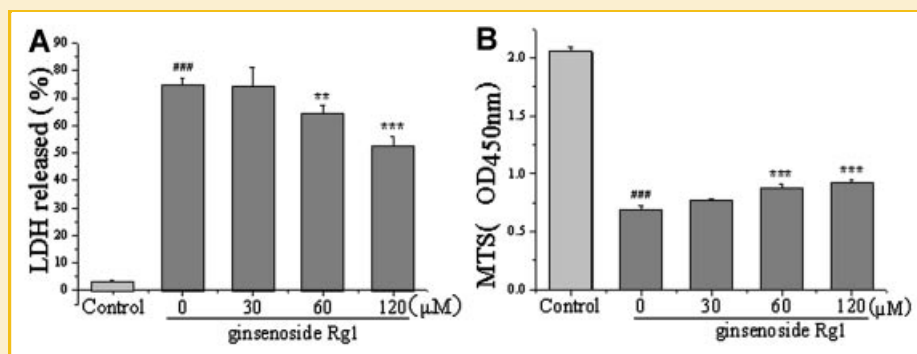 A
LDH released ( %)
90
80
70
60
50
40
30
20
10
0
###
**
***
Control 0 30 60 120(μM)
ginsenoside Rg1
B
MTS( OD450nm)
2.0
1.5
1.0
0.5
0.0
###
***
***
Control 0 30 60 120(μM)
ginsenoside Rg1